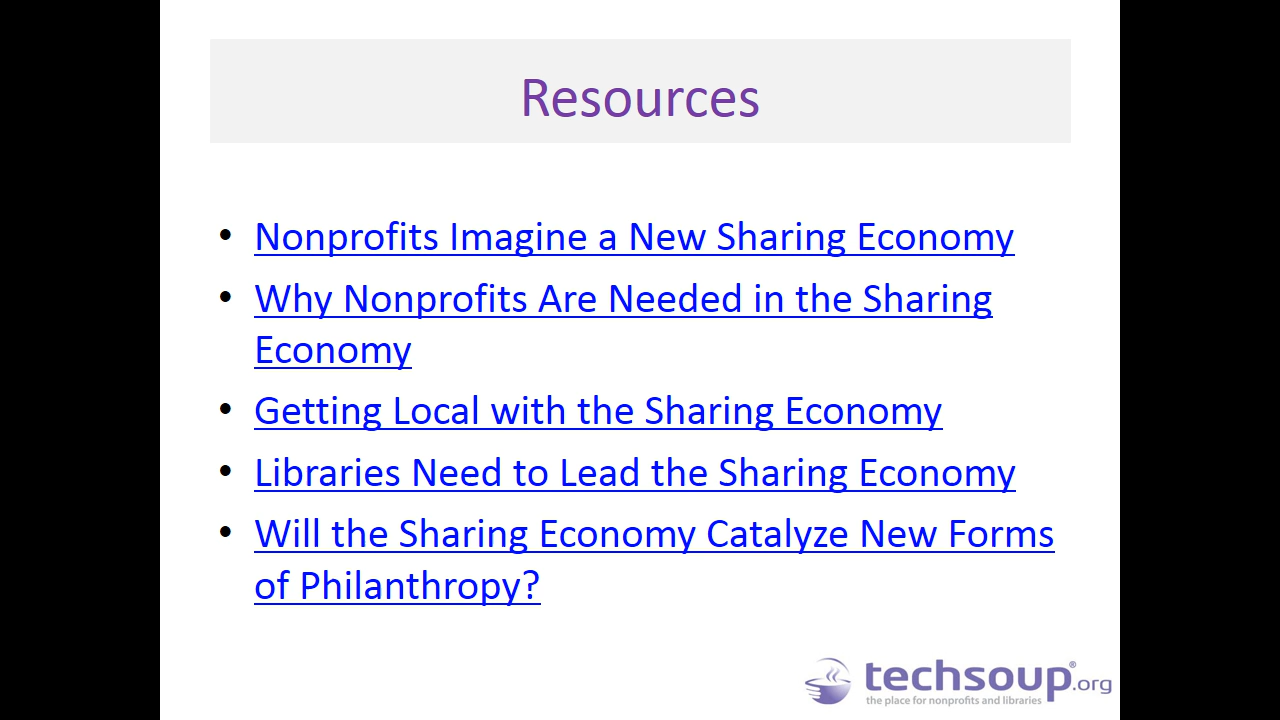 Resources
• Nonprofits Imagine a New Sharing Economy
• Why Nonprofits Are Needed in the Sharing
Economy
• Getting Local with the Sharing Economy
• Libraries Need to Lead the Sharing Economy
• Will the Sharing Economy Catalyze New Forms
of Philanthropy?
techsoup®.org
the place for nonprofits and libraries